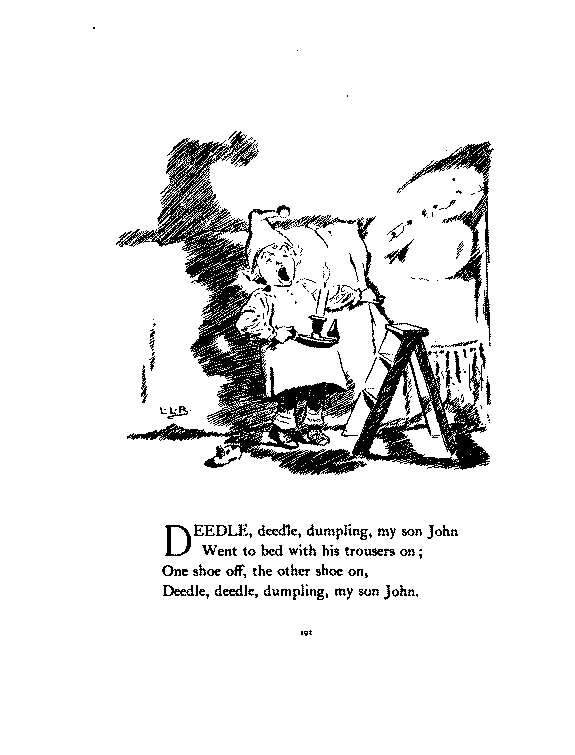 L.L.B.
DEEDLE, deedle, dumpling, my son John
Went to bed with his trousers on;
One shoe off, the other shoe on,
Deedle, deedle, dumpling, my son John.
191